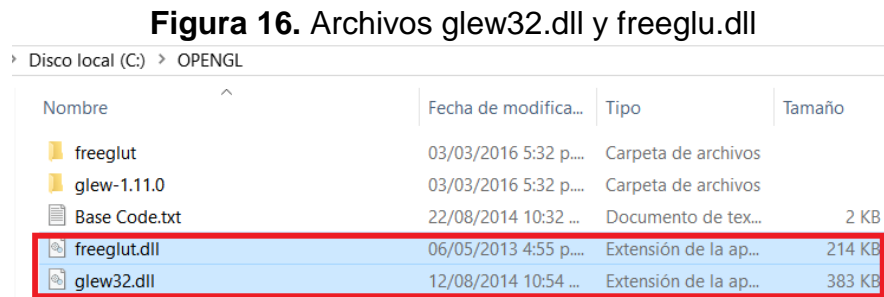 Figura 16. Archivos glew32.dll y freeglu.dll
Disco local (C:) > OPENGL
Nombre Fecha de modifica... Tipo Tamaño
freeglut 03/03/2016 5:32 p.... Carpeta de archivos
glew-1.11.0 03/03/2016 5:32 p.... Carpeta de archivos
Base Code.txt 22/08/2014 10:32 ... Documento de tex... 2 KB
freeglut.dll 06/05/2013 4:55 p.... Extensión de la ap... 214 KB
glew32.dll 12/08/2014 10:54 ... Extensión de la ap... 383 KB